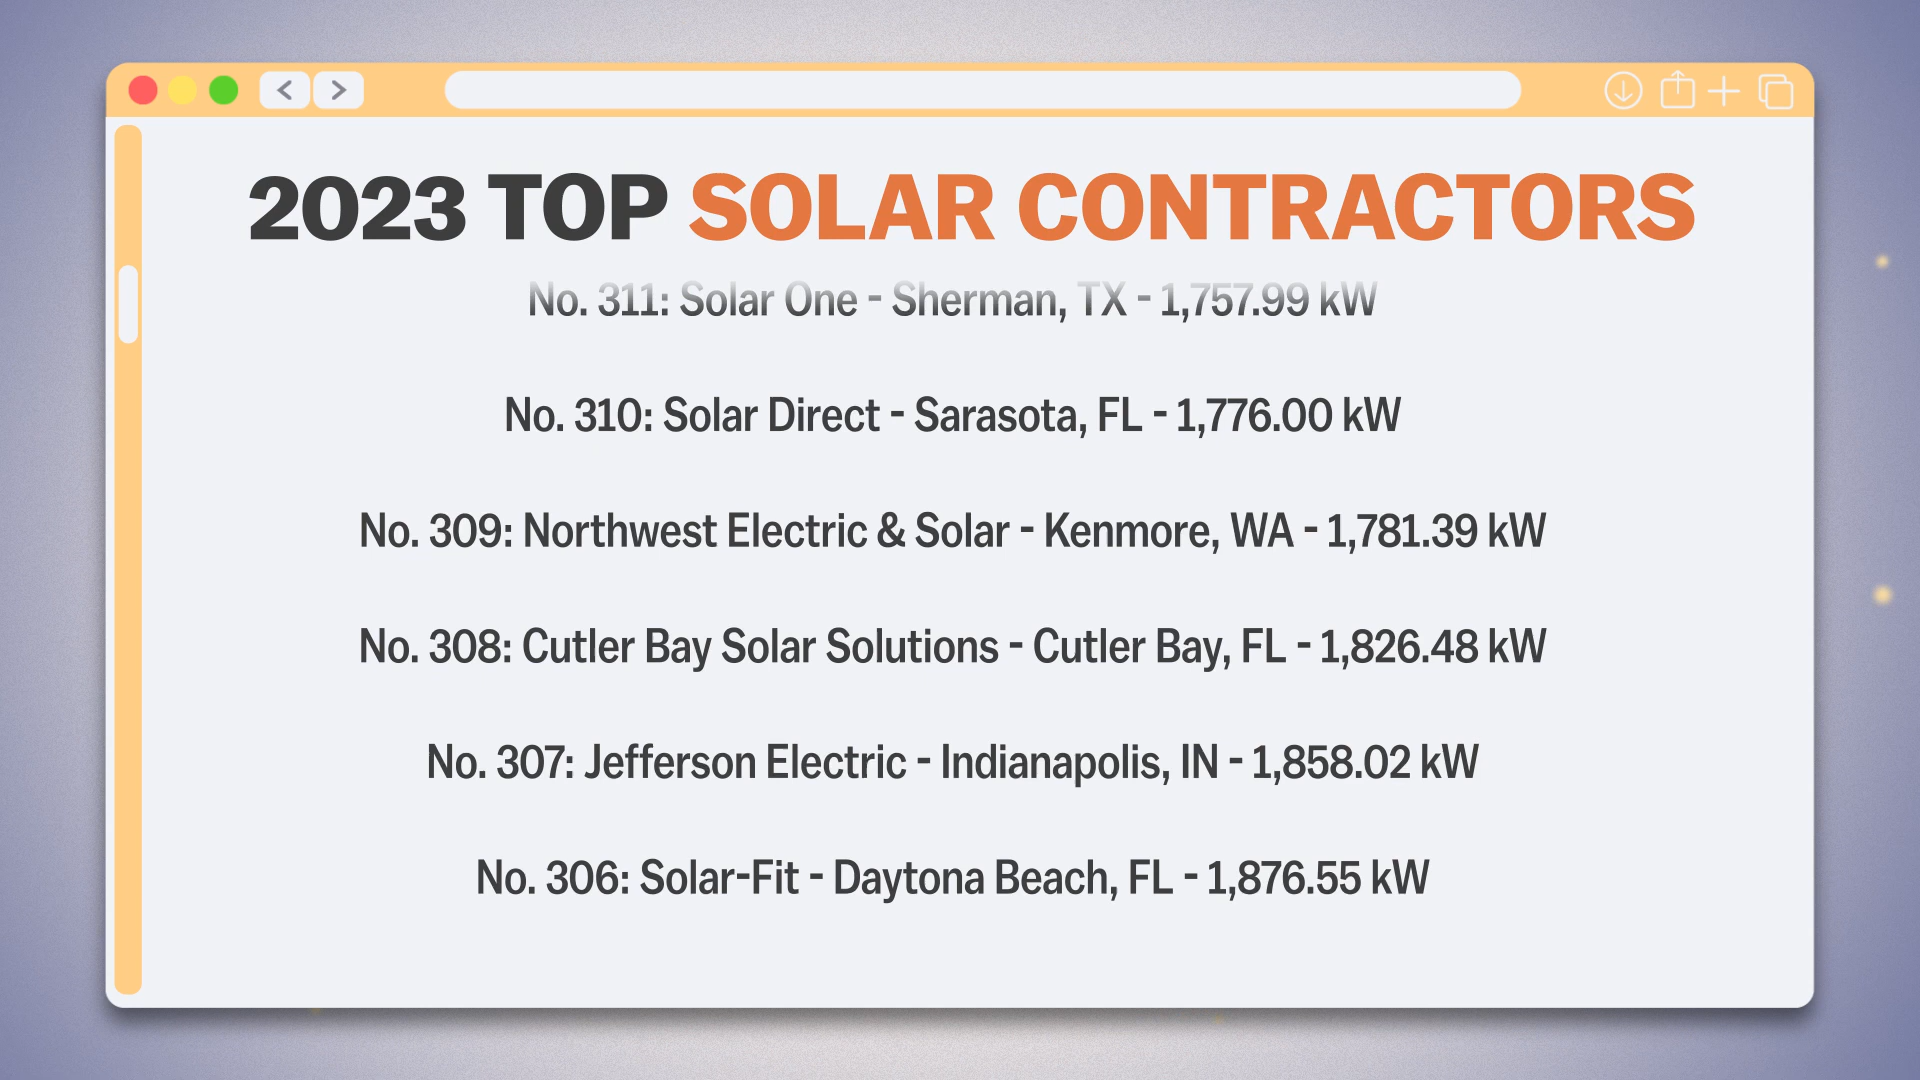 2023 TOP SOLAR CONTRACTORS
No. 311: Solar One - Sherman, TX - 1,757.99 kW
No. 310: Solar Direct - Sarasota, FL - 1,776.00 kW
No. 309: Northwest Electric & Solar - Kenmore, WA - 1,781.39 kW
No. 308: Cutler Bay Solar Solutions - Cutler Bay, FL - 1,826.48 kW
No. 307: Jefferson Electric - Indianapolis, IN - 1,858.02 kW
No. 306: Solar-Fit - Daytona Beach, FL - 1,876.55 kW